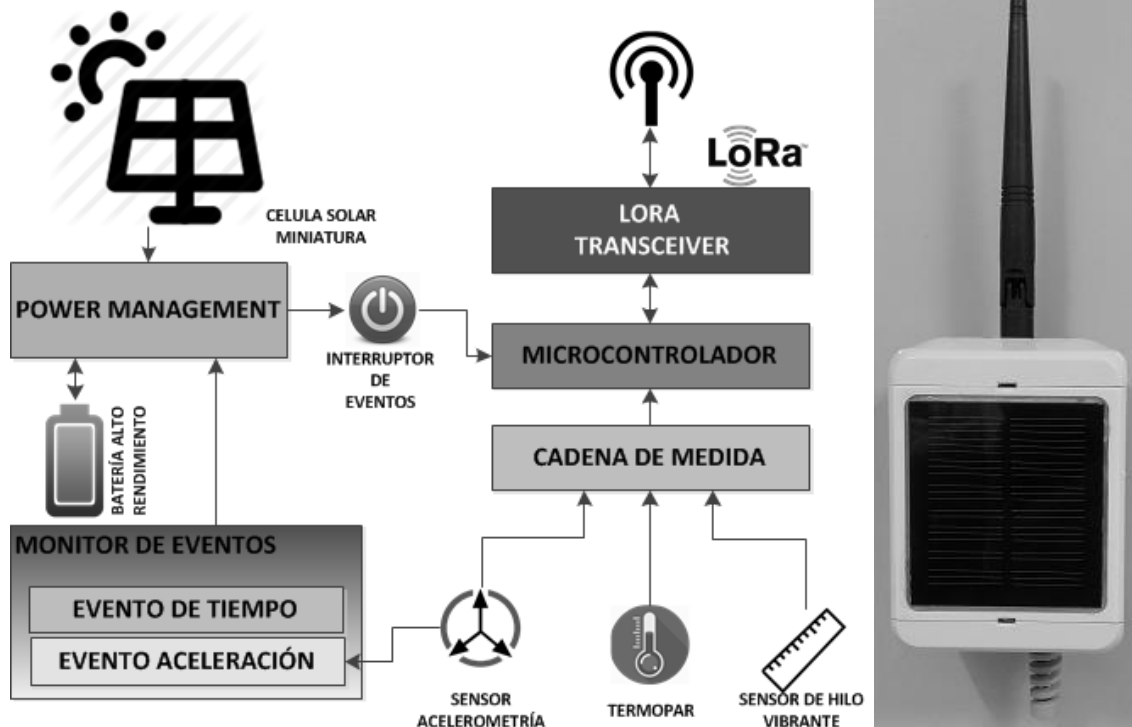 CELULA SOLAR
MINIATURA
LoRa™
LORA
TRANSCEIVER
POWER MANAGEMENT
INTERRUPTOR
DE
EVENTOS
MICROCONTROLADOR
BATERÍA ALTO
RENDIMIENTO
CADENA DE MEDIDA
MONITOR DE EVENTOS
EVENTO DE TIEMPO
EVENTO ACELERACIÓN
SENSOR
ACELEROMETRÍA
TERMOPAR
SENSOR DE HILO
VIBRANTE